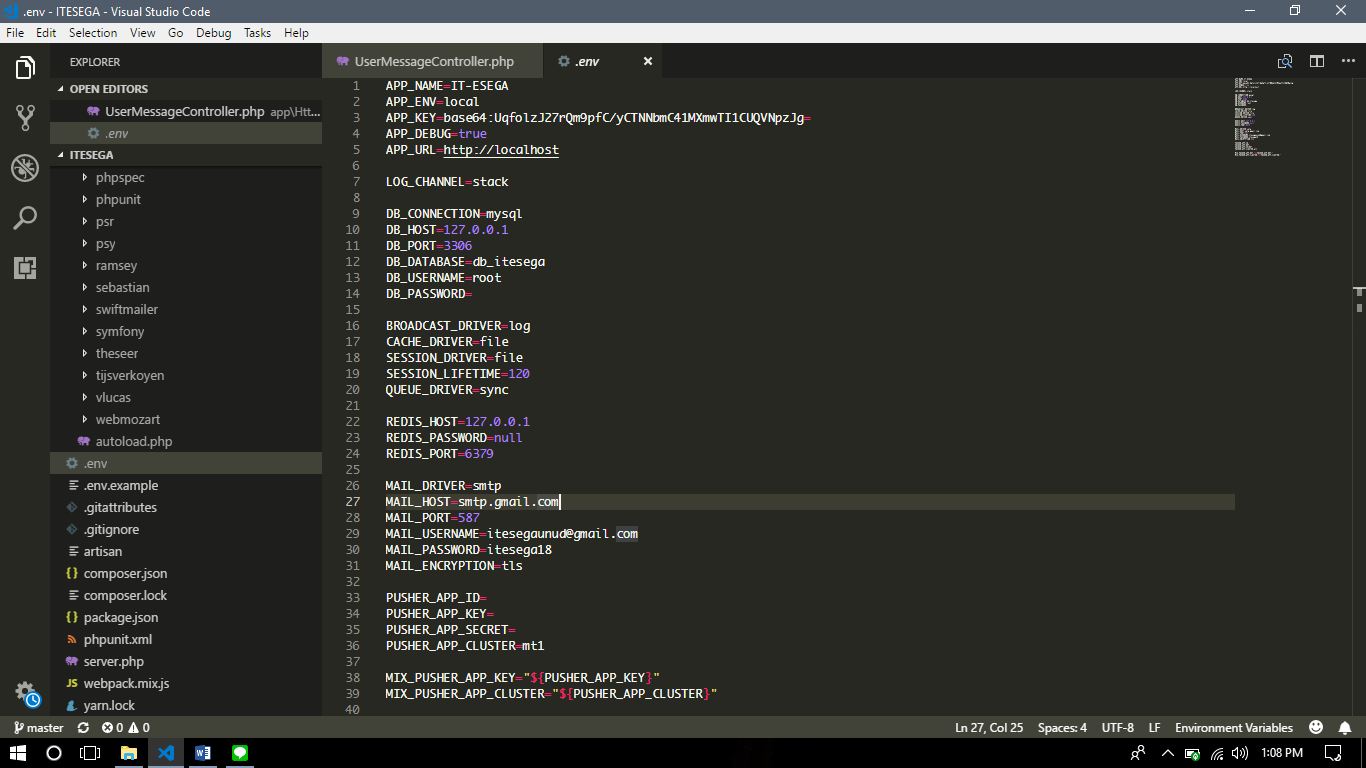 .env - ITESEGA - Visual Studio Code
File Edit Selection View Go Debug Tasks Help
EXPLORER
OPEN EDITORS
UserMessageController.php app\Htt...
.env
ITESEGA
phpspec
phpunit
psr
psy
ramsey
sebastian
swiftmailer
symfony
theseer
tijsverkoyen
vlucas
webmozart
autoload.php
.env
.env.example
.gitattributes
.gitignore
artisan
{} composer.json
composer.lock
{} package.json
phpunit.xml
server.php
JS webpack.mix.js
yarn.lock
UserMessageController.php
.env
1 APP_NAME=IT-ESEGA
2 APP_ENV=local
3 APP_KEY=base64:UqfolzJ27rQm9pfC/yCTNNbmC41MXmwTI1CUQVNpzJg=
4 APP_DEBUG=true
5 APP_URL=http://localhost
6
7 LOG_CHANNEL=stack
8
9 DB_CONNECTION=mysql
10 DB_HOST=127.0.0.1
11 DB_PORT=3306
12 DB_DATABASE=db_itesega
13 DB_USERNAME=root
14 DB_PASSWORD=
15
16 BROADCAST_DRIVER=log
17 CACHE_DRIVER=file
18 SESSION_DRIVER=file
19 SESSION_LIFETIME=120
20 QUEUE_DRIVER=sync
21
22 REDIS_HOST=127.0.0.1
23 REDIS_PASSWORD=null
24 REDIS_PORT=6379
25
26 MAIL_DRIVER=smtp
27 MAIL_HOST=smtp.gmail.com
28 MAIL_PORT=587
29 MAIL_USERNAME=itesegaunud@gmail.com
30 MAIL_PASSWORD=itesega18
31 MAIL_ENCRYPTION=tls
32
33 PUSHER_APP_ID=
34 PUSHER_APP_KEY=
35 PUSHER_APP_SECRET=
36 PUSHER_APP_CLUSTER=mt1
37
38 MIX_PUSHER_APP_KEY="${PUSHER_APP_KEY}"
39 MIX_PUSHER_APP_CLUSTER="${PUSHER_APP_CLUSTER}"
40
master 0 0 Ln 27, Col 25 Spaces: 4 UTF-8 LF Environment Variables
1:08 PM